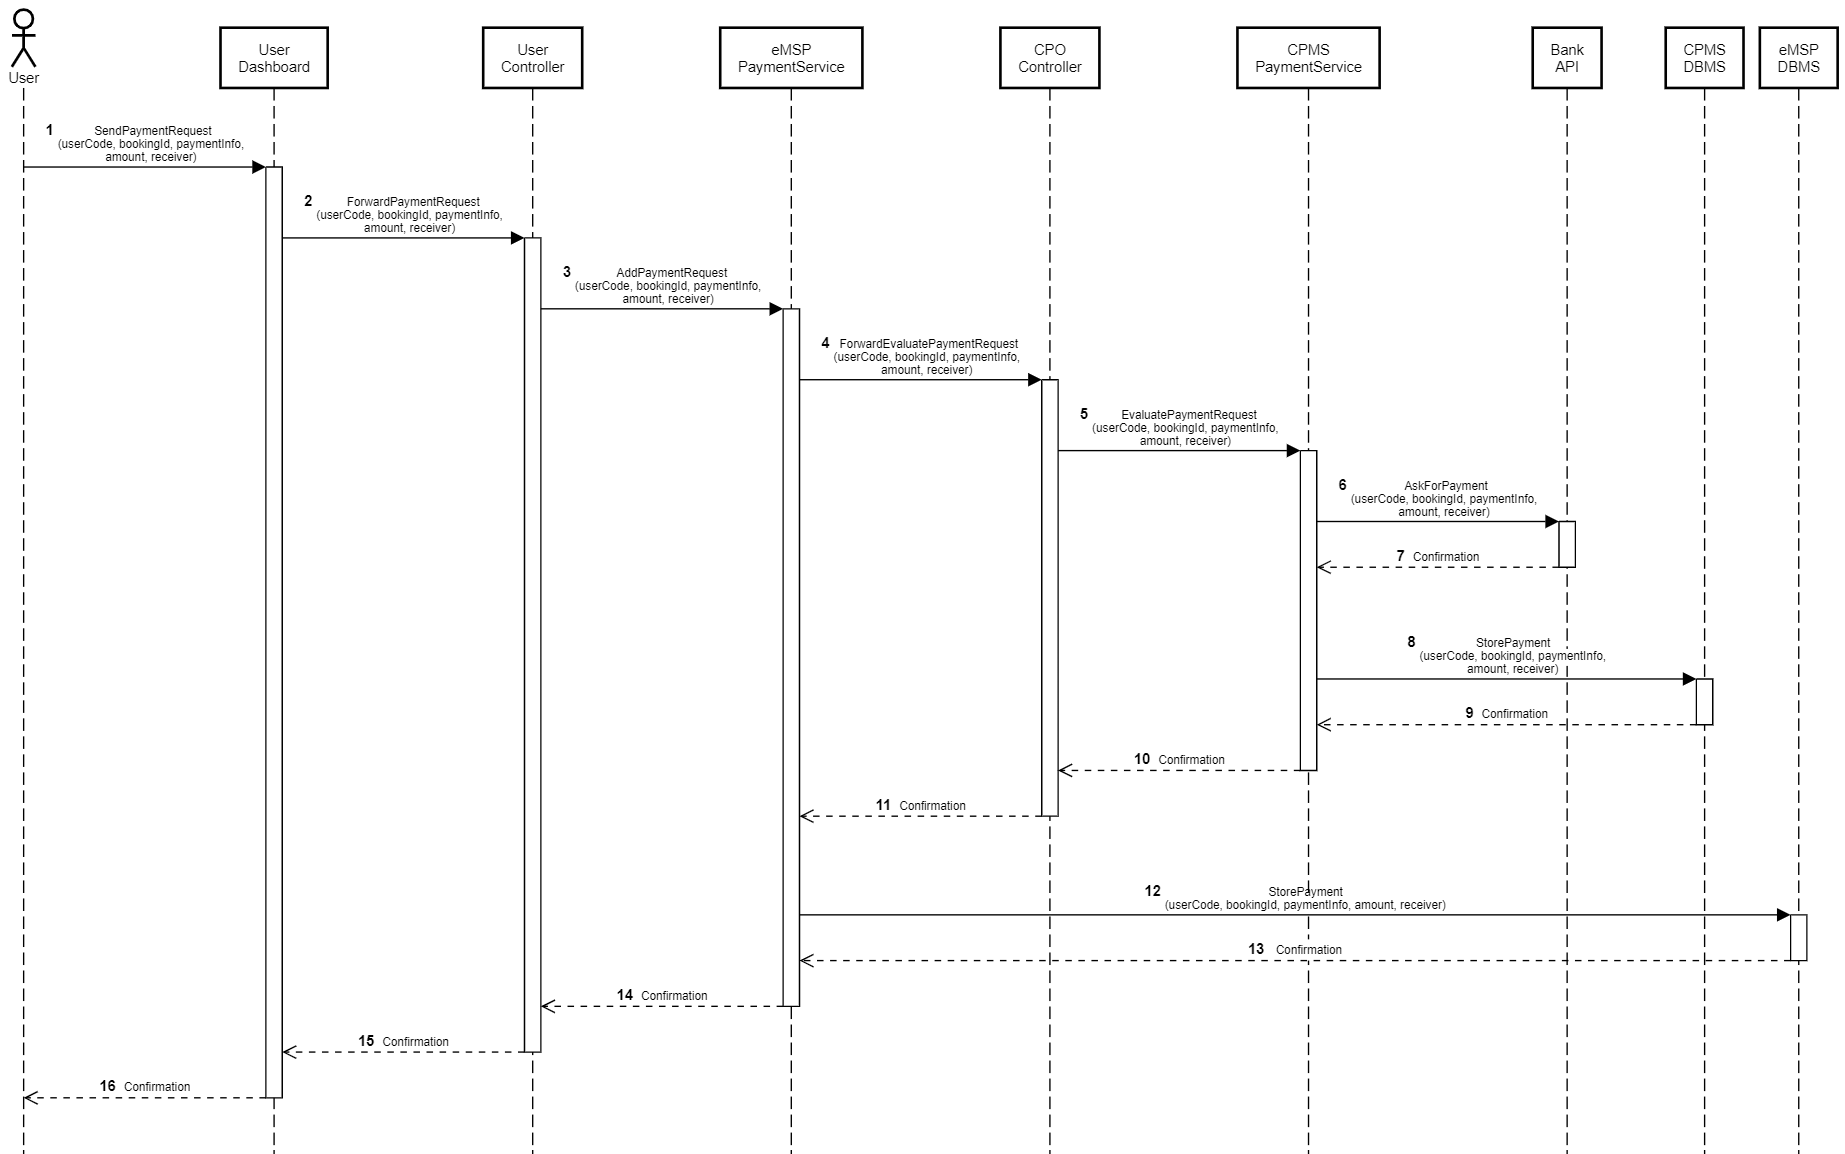 User
User
Dashboard
User
Controller
eMSP
PaymentService
CPO
Controller
CPMS
PaymentService
Bank
API
CPMS
DBMS
eMSP
DBMS
1 SendPaymentRequest
(userCode, bookingId, paymentInfo,
amount, receiver)
2 ForwardPaymentRequest
(userCode, bookingId, paymentInfo,
amount, receiver)
3 AddPaymentRequest
(userCode, bookingId, paymentInfo,
amount, receiver)
4 ForwardEvaluatePaymentRequest
(userCode, bookingId, paymentInfo,
amount, receiver)
5 EvaluatePaymentRequest
(userCode, bookingId, paymentInfo,
amount, receiver)
6 AskForPayment
(userCode, bookingId, paymentInfo,
amount, receiver)
7 Confirmation
8 StorePayment
(userCode, bookingId, paymentInfo,
amount, receiver)
9 Confirmation
10 Confirmation
11 Confirmation
12 StorePayment
(userCode, bookingId, paymentInfo, amount, receiver)
13 Confirmation
14 Confirmation
15 Confirmation
16 Confirmation